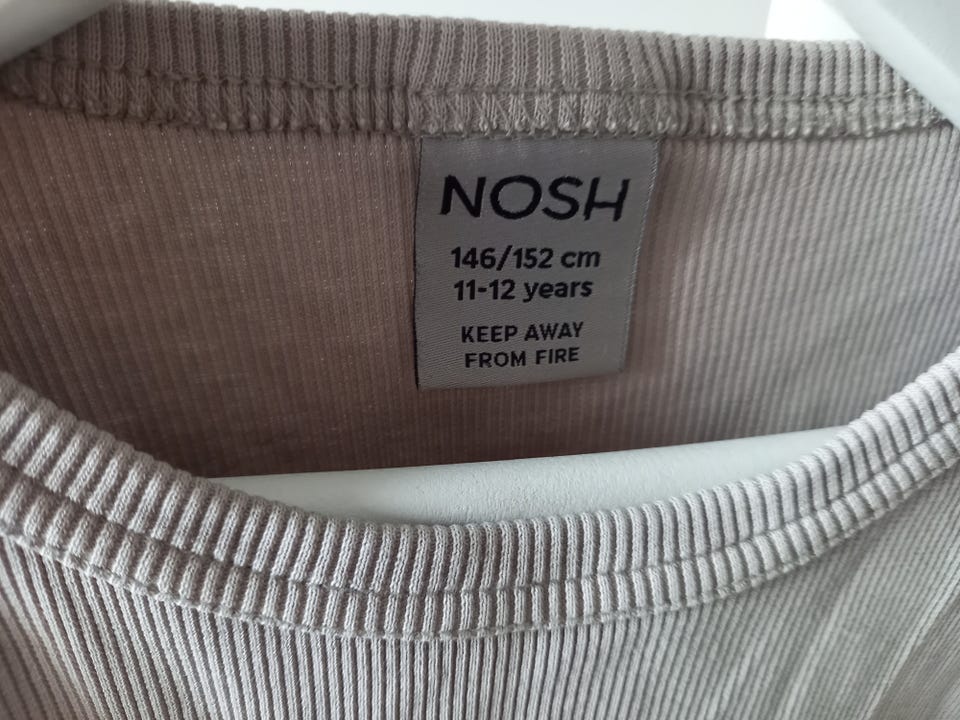 NOSH
146/152 cm
11-12 years
KEEP AWAY
FROM FIRE